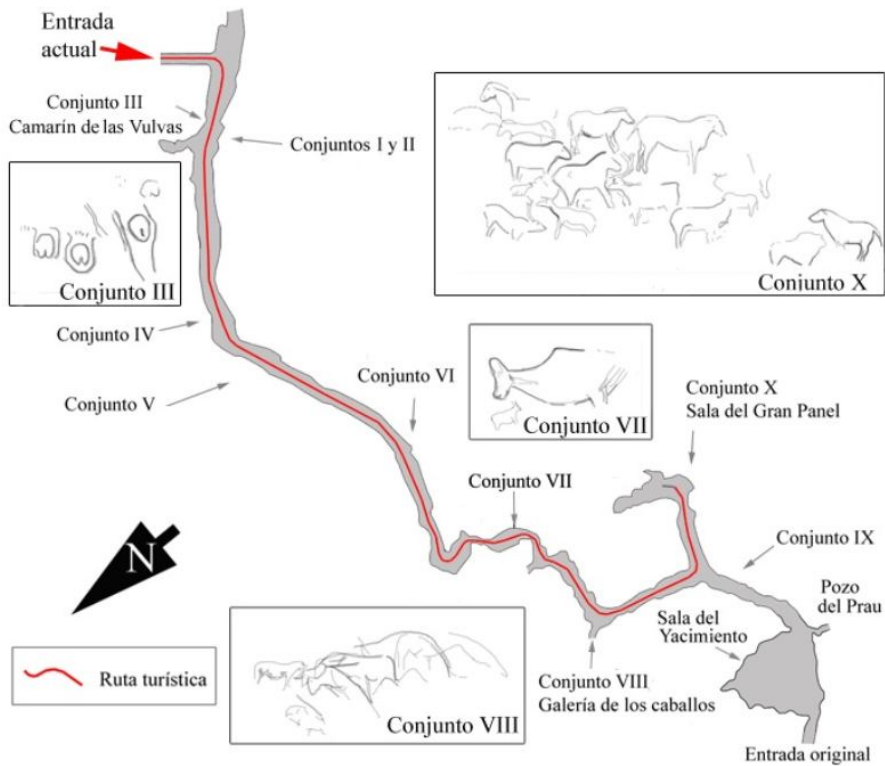 Entrada
actual
Conjunto III
Camarín de las Vulvas
Conjuntos I y II
Conjunto III
Conjunto X
Conjunto IV
Conjunto V
Conjunto VI
Conjunto VII
Conjunto X
Sala del Gran Panel
Conjunto VII
Conjunto IX
Pozo
del Prau
Sala del
Yacimiento
N
Ruta turística
Conjunto VIII
Conjunto VIII
Galería de los caballos
Entrada original